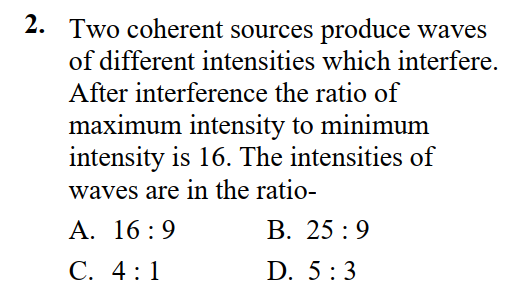 2. Two coherent sources produce waves
of different intensities which interfere.
After interference the ratio of
maximum intensity to minimum
intensity is 16. The intensities of
waves are in the ratio-
A. 16 : 9 B. 25 : 9
C. 4 : 1 D. 5 : 3